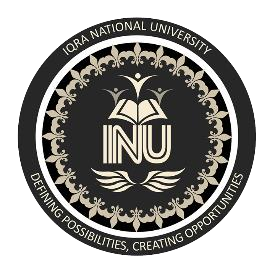 IQRA NATIONAL UNIVERSITY
INU
DEFINING POSSIBILITIES, CREATING OPPORTUNITIES